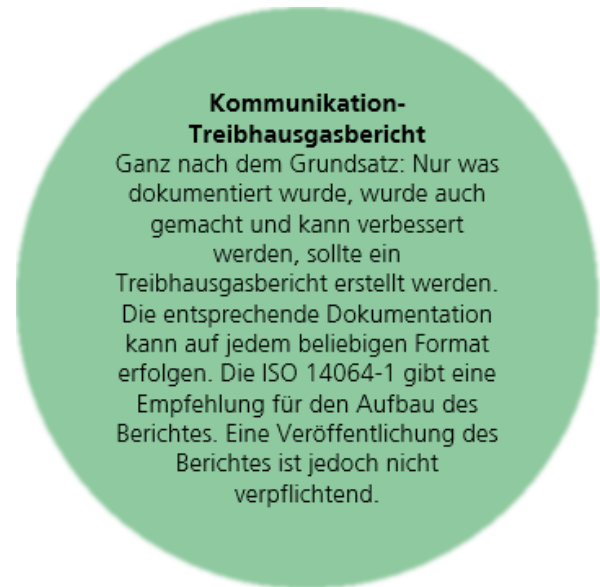 Kommunikation-
Treibhausgasbericht
Ganz nach dem Grundsatz: Nur was
dokumentiert wurde, wurde auch
gemacht und kann verbessert
werden, sollte ein
Treibhausgasbericht erstellt werden.
Die entsprechende Dokumentation
kann auf jedem beliebigen Format
erfolgen. Die ISO 14064-1 gibt eine
Empfehlung für den Aufbau des
Berichtes. Eine Veröffentlichung des
Berichtes ist jedoch nicht
verpflichtend.